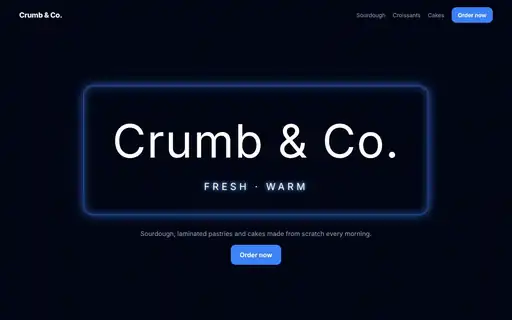 Crumb & Co.
Sourdough Croissants Cakes Order now
Crumb & Co.
FRESH · WARM
Sourdough, laminated pastries and cakes made from scratch every morning.
Order now